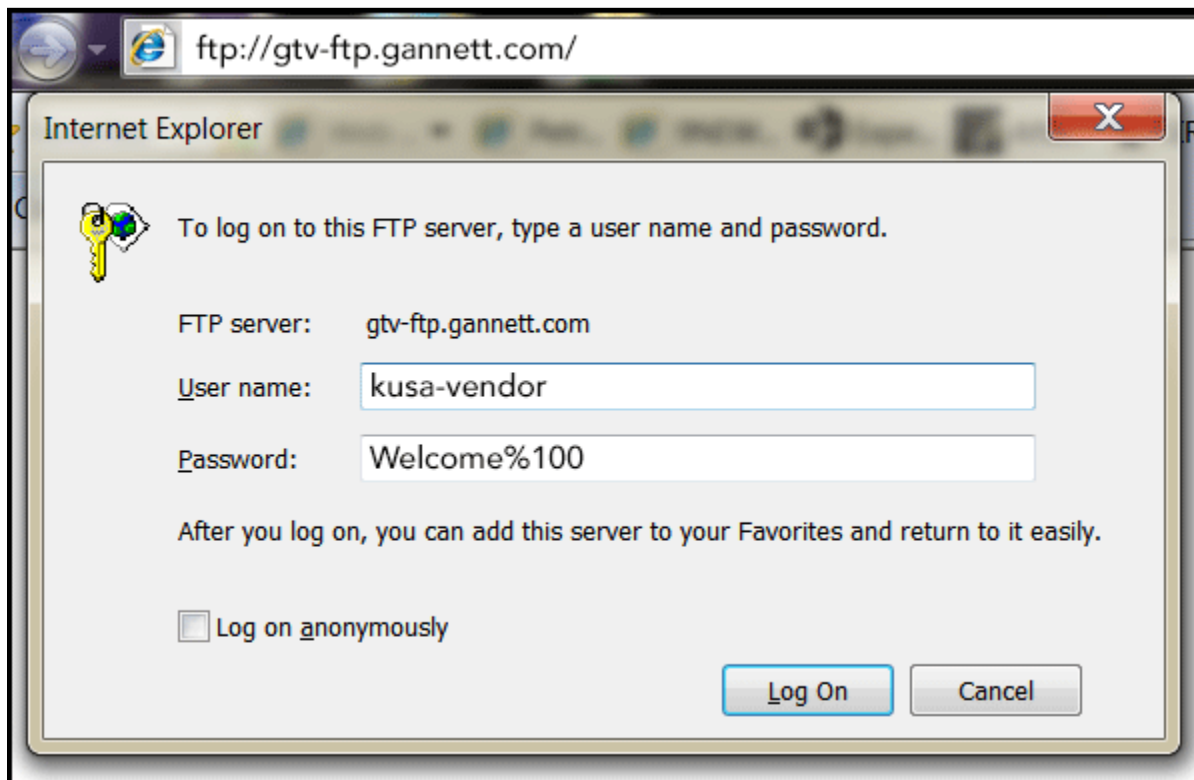 ftp://gtv-ftp.gannett.com/
Internet Explorer
To log on to this FTP server, type a user name and password.
FTP server: gtv-ftp.gannett.com
User name: kusa-vendor
Password: Welcome%100
After you log on, you can add this server to your Favorites and return to it easily.
Log on anonymously
Log On Cancel